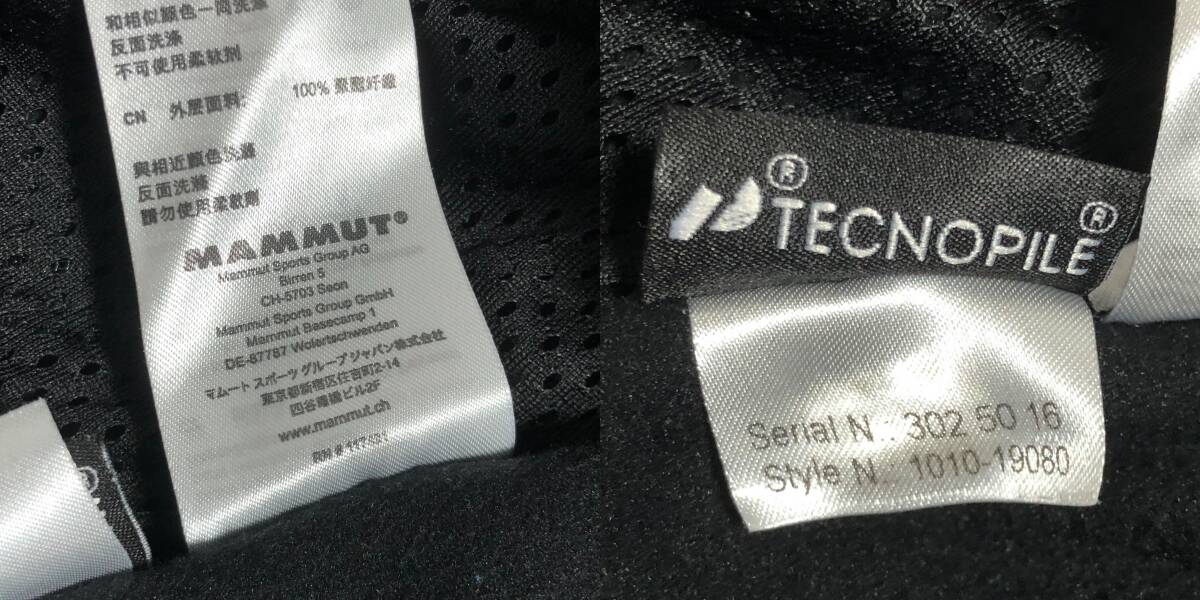 和相似颜色一同洗涤
反面洗涤
不可使用柔软剂
CN 外层面料: 100% 聚酯纤维
與相近顏色洗滌
反面洗滌
請勿使用柔軟劑
MAMMUT®
Mammut Sports Group AG
Birren 5
CH-5703 Seon
Mammut Sports Group GmbH
Mammut Basecamp 1
DE-87787 Wolertschwenden
マムート スポーツ グループ ジャパン株式会社
東京都新宿区住吉町2-14
四谷曙橋ビル2F
www.mammut.ch
RN # 117531
®
TECNOPILE®
Serial N.: 302 50 16
Style N.: 1010-19080